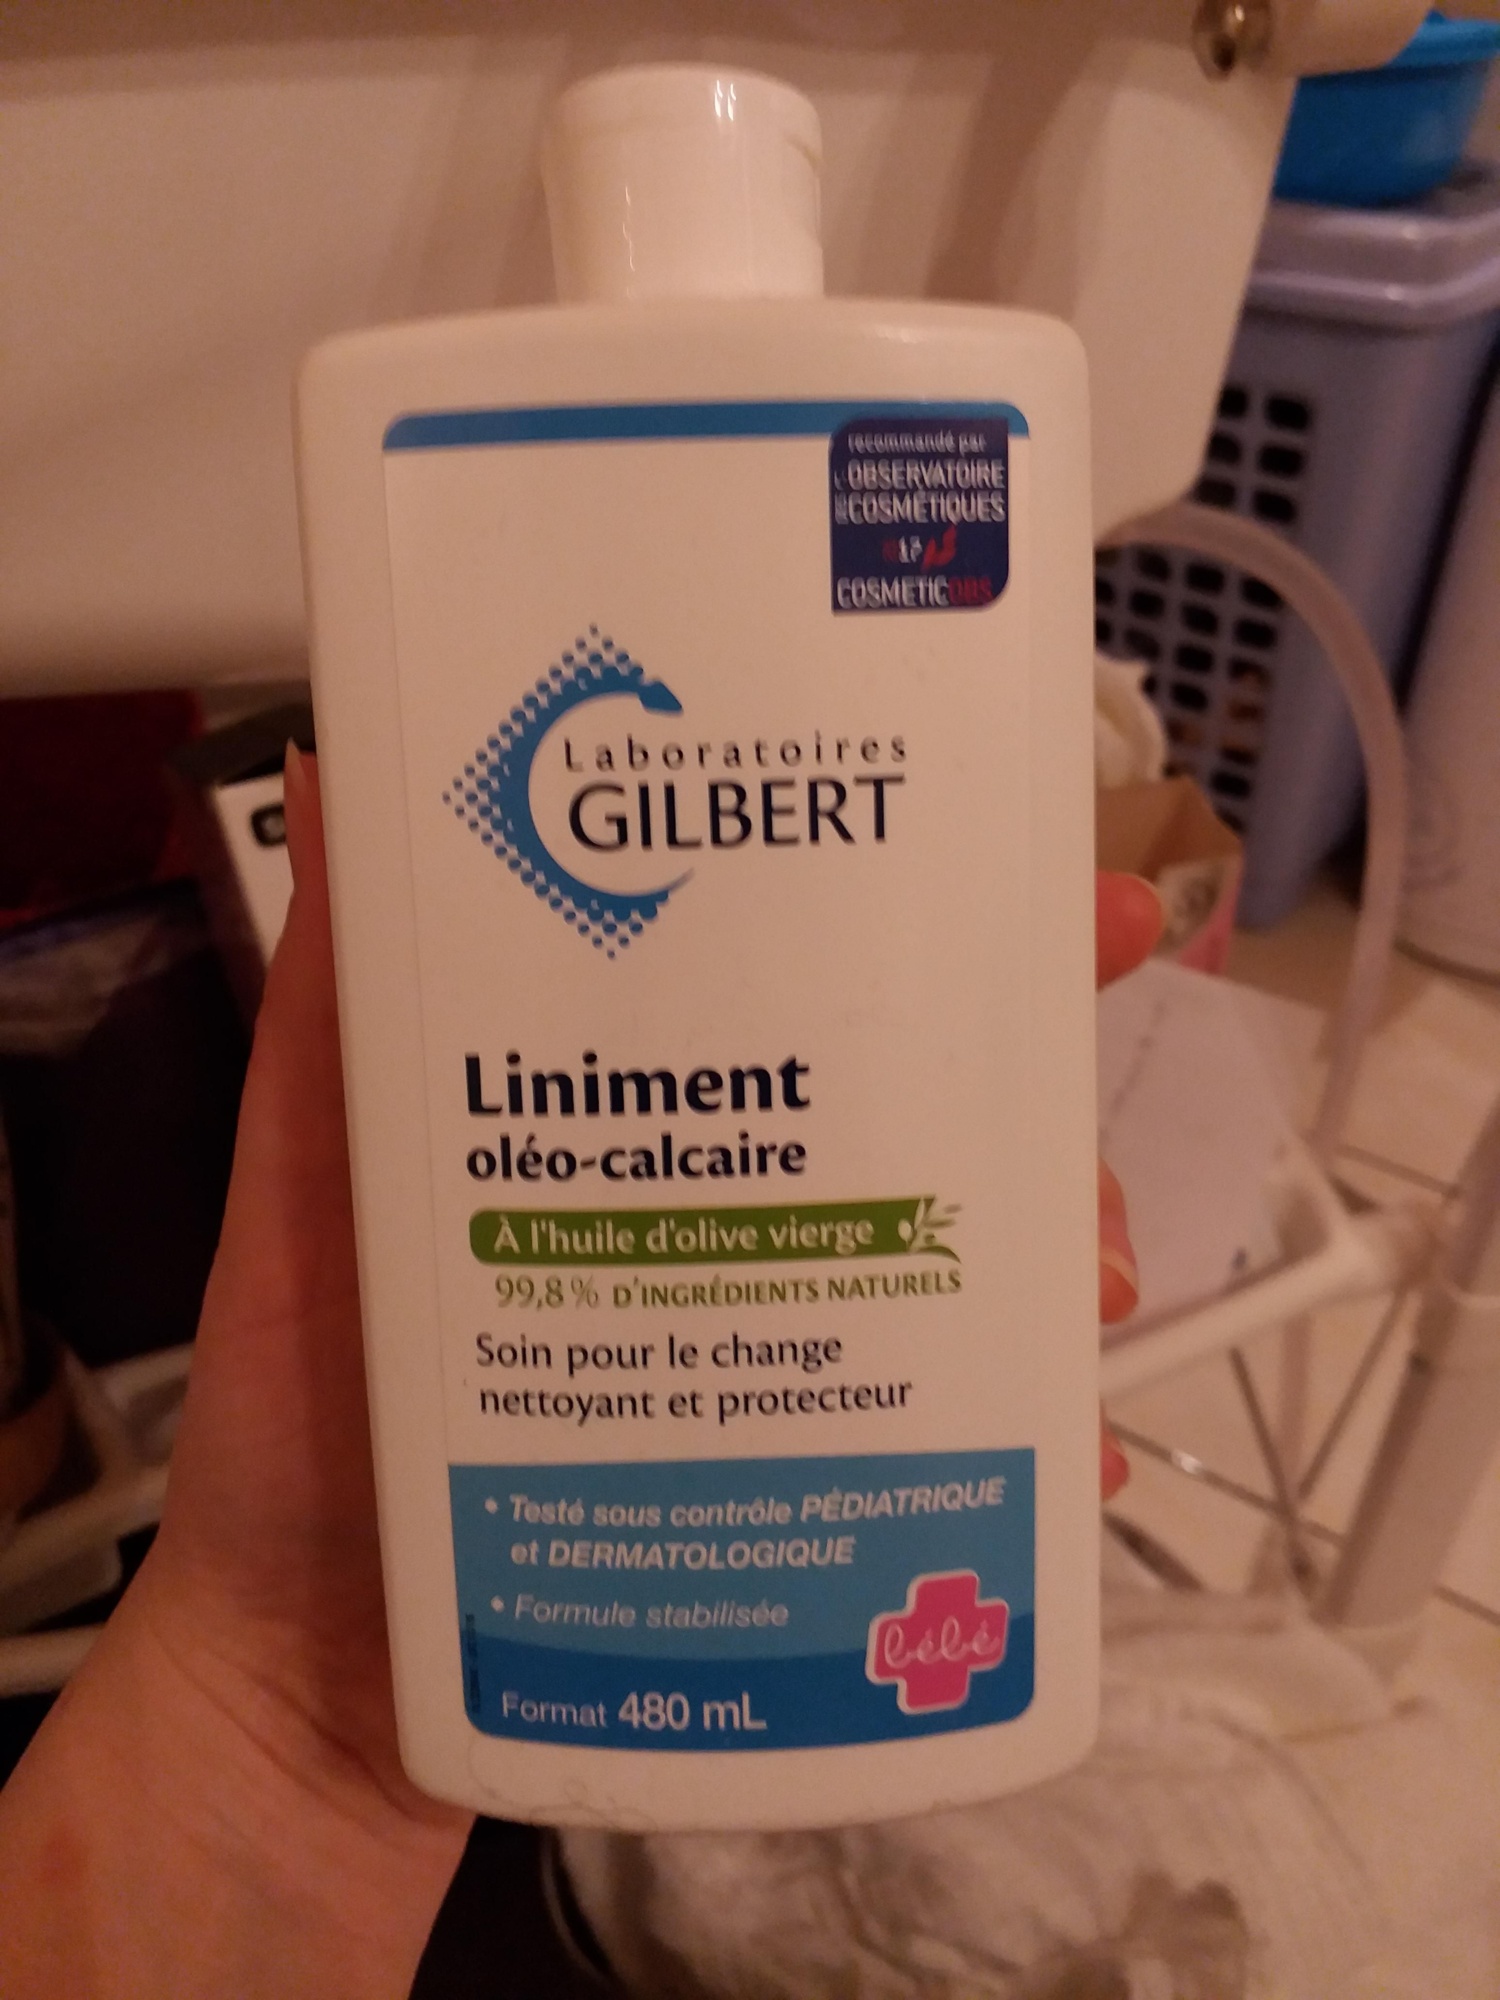 recommandé par
L'OBSERVATOIRE
DES COSMÉTIQUES
COSMETICOBS
Laboratoires
GILBERT
Liniment
oléo-calcaire
À l'huile d'olive vierge
99,8 % D'INGRÉDIENTS NATURELS
Soin pour le change
nettoyant et protecteur
• Testé sous contrôle PÉDIATRIQUE
et DERMATOLOGIQUE
• Formule stabilisée
bébé
Format 480 mL